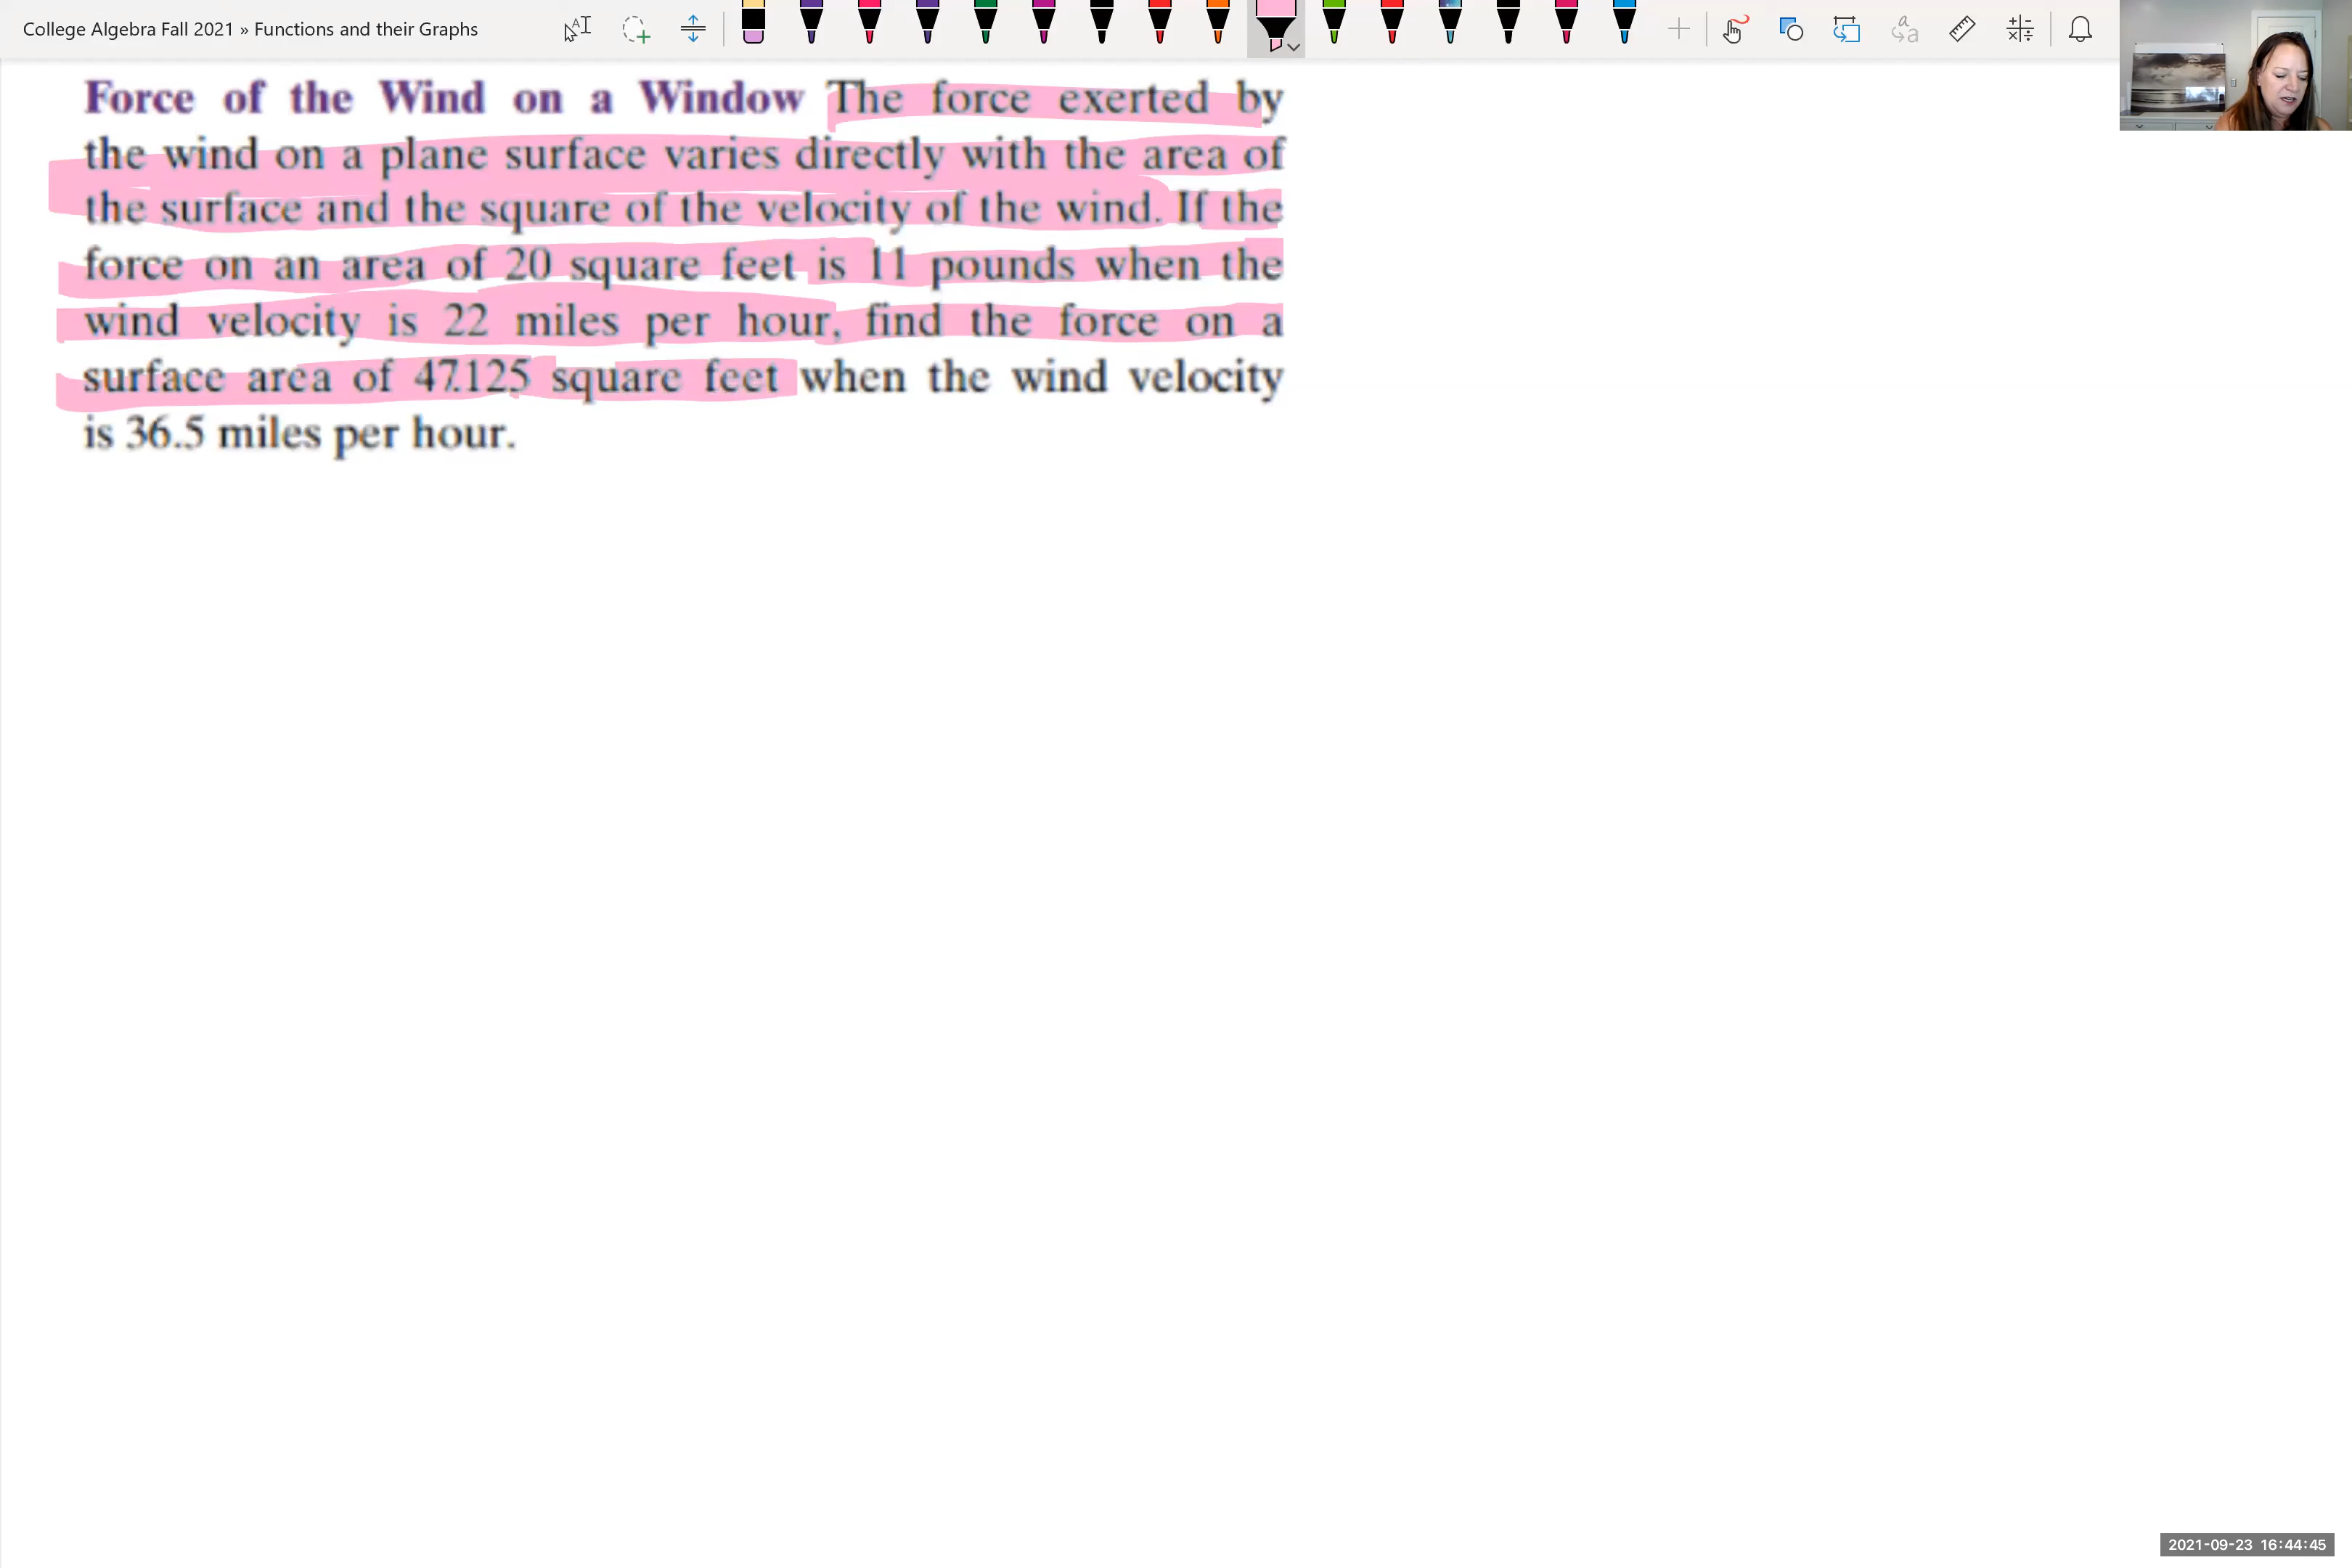 College Algebra Fall 2021 » Functions and their Graphs
Force of the Wind on a Window The force exerted by
the wind on a plane surface varies directly with the area of
the surface and the square of the velocity of the wind. If the
force on an area of 20 square feet is 11 pounds when the
wind velocity is 22 miles per hour, find the force on a
surface area of 47.125 square feet when the wind velocity
is 36.5 miles per hour.
2021-09-23 16:44:45